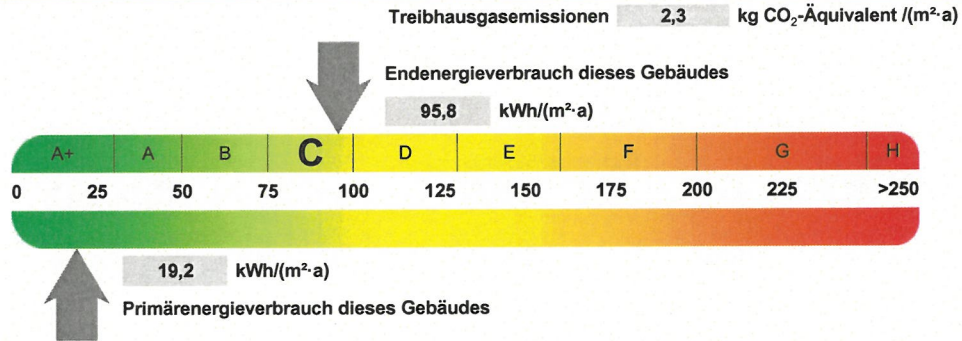 Treibhausgasemissionen 2,3 kg CO₂-Äquivalent /(m²·a)
Endenergieverbrauch dieses Gebäudes
95,8 kWh/(m²·a)
A+ A B C D E F G H
0 25 50 75 100 125 150 175 200 225 >250
19,2 kWh/(m²·a)
Primärenergieverbrauch dieses Gebäudes